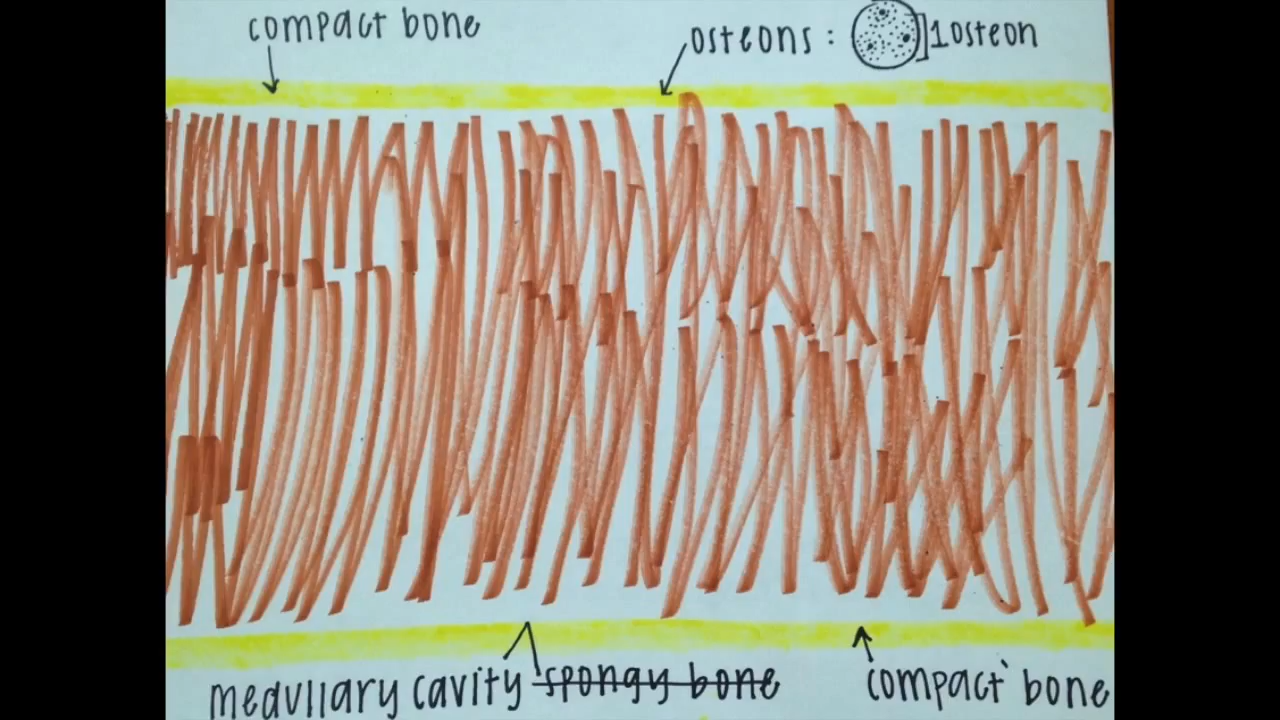 compact bone
osteons :
1 osteon
medullary cavity spongy bone
compact bone